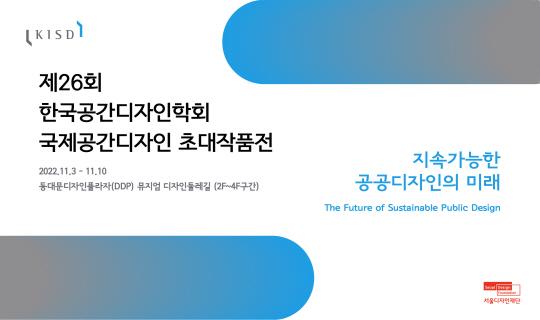 KISD
제26회
한국공간디자인학회
국제공간디자인 초대작품전
2022.11.3 - 11.10
동대문디자인플라자(DDP) 뮤지엄 디자인둘레길 (2F~4F구간)
지속가능한
공공디자인의 미래
The Future of Sustainable Public Design
Seoul Design
Foundation
서울디자인재단